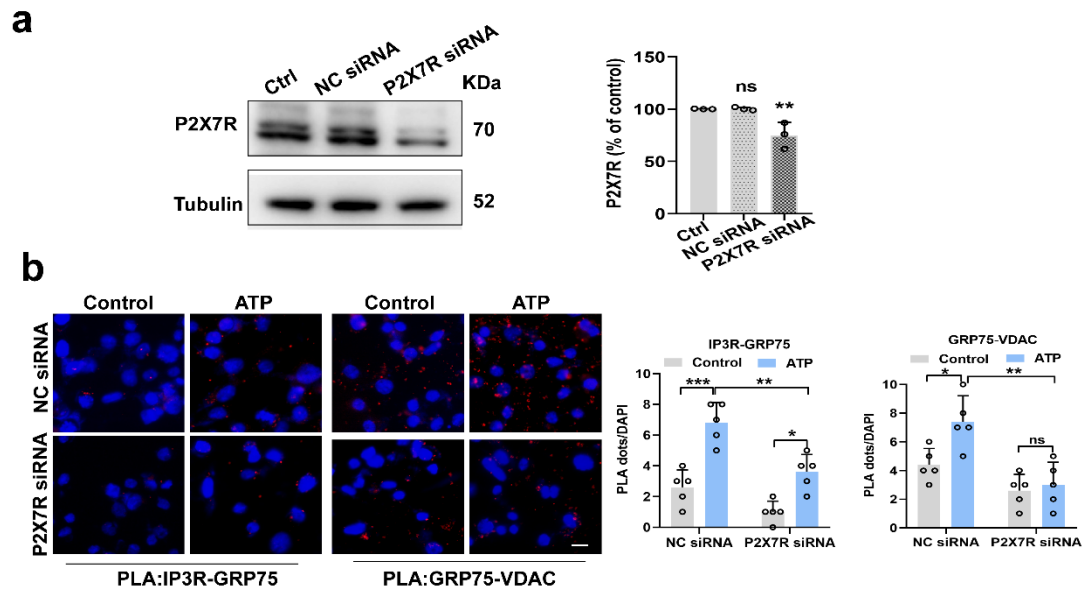 a
Ctrl
NC siRNA
P2X7R siRNA
KDa
P2X7R
70
Tubulin
52
P2X7R (% of control)
150
100
50
0
ns
**
Ctrl
NC siRNA
P2X7R siRNA
b
Control
ATP
Control
ATP
NC siRNA
P2X7R siRNA
PLA:IP3R-GRP75
PLA:GRP75-VDAC
IP3R-GRP75
Control
ATP
PLA dots/DAPI
10
8
6
4
2
0
***
**
*
NC siRNA
P2X7R siRNA
GRP75-VDAC
Control
ATP
PLA dots/DAPI
10
8
6
4
2
0
*
**
ns
NC siRNA
P2X7R siRNA